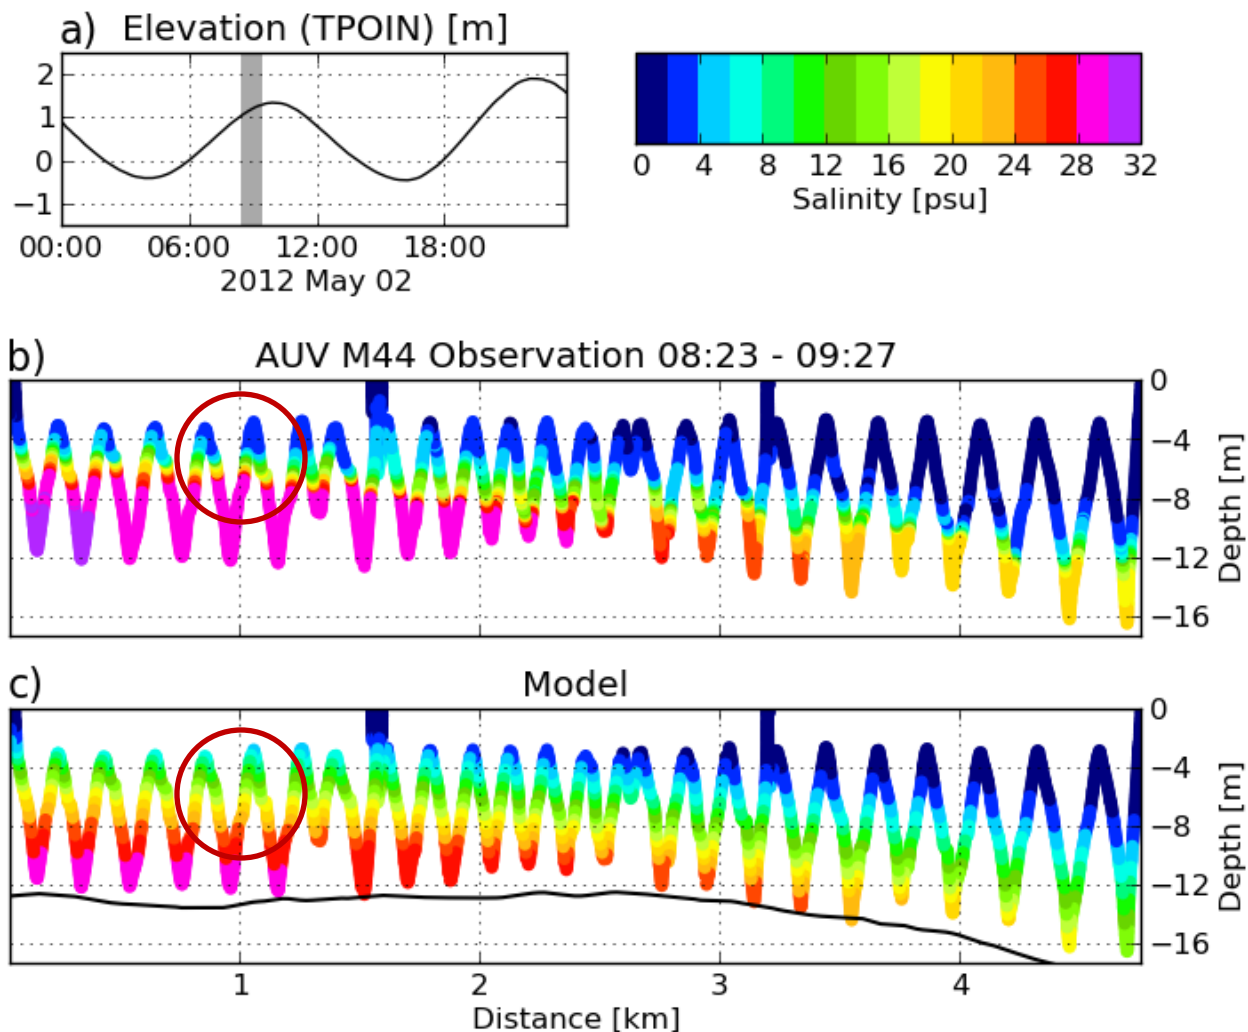 a) Elevation (TPOIN) [m]
2
1
0
−1
00:00 06:00 12:00 18:00
2012 May 02
0 4 8 12 16 20 24 28 32
Salinity [psu]
b) AUV M44 Observation 08:23 - 09:27
0
−4
−8
−12
−16
Depth [m]
c) Model
0
−4
−8
−12
−16
Depth [m]
1 2 3 4
Distance [km]